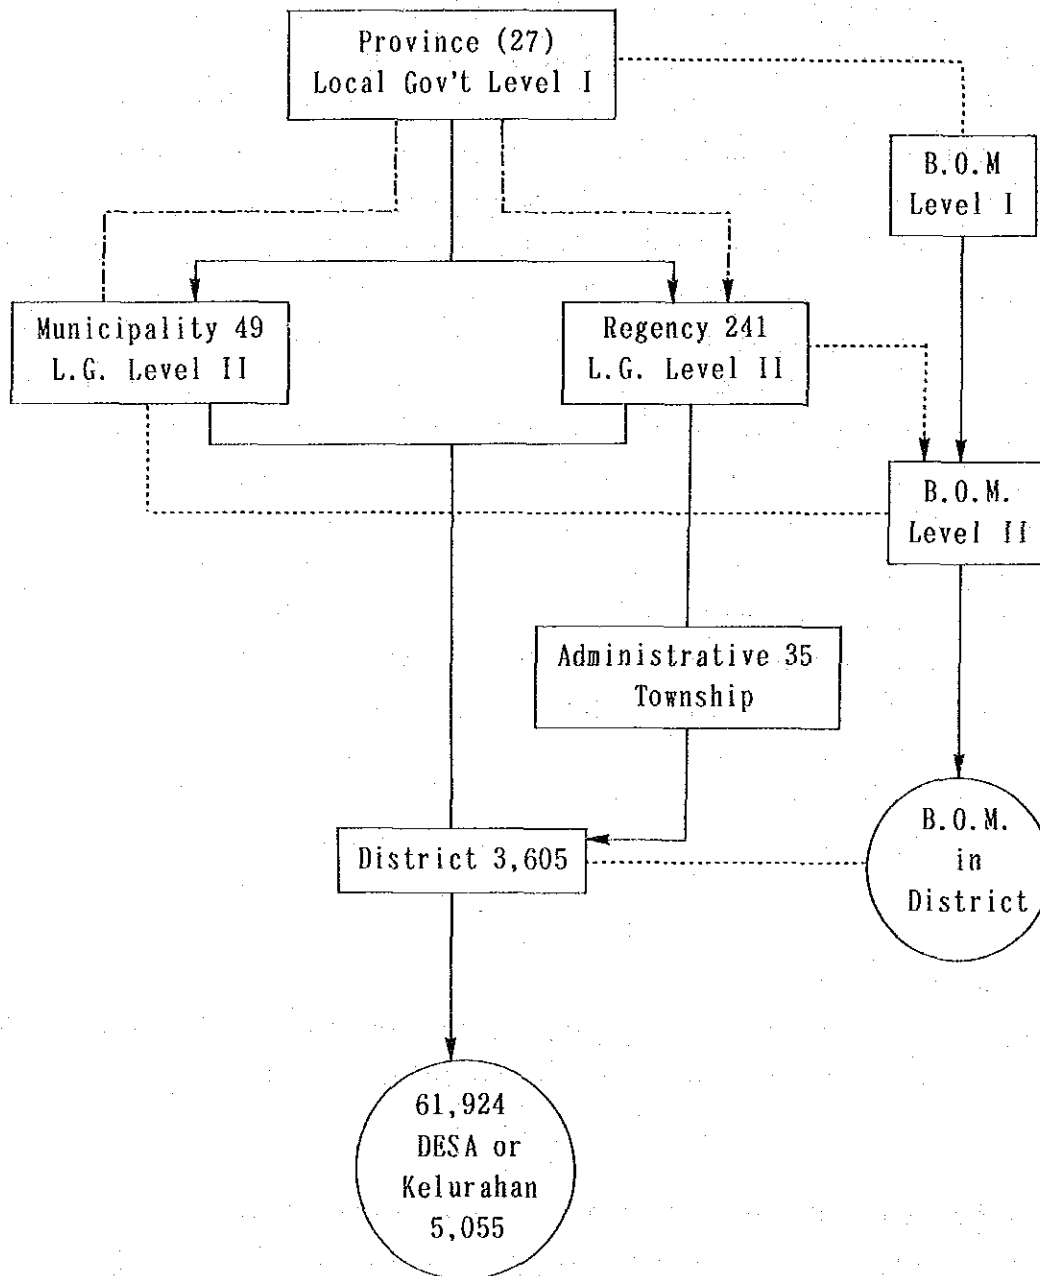 Province (27)
Local Gov't Level I
B.O.M
Level I
Municipality 49
L.G. Level II
Regency 241
L.G. Level II
B.O.M.
Level II
Administrative 35
Township
District 3,605
B.O.M.
in
District
61,924
DESA or
Kelurahan
5,055